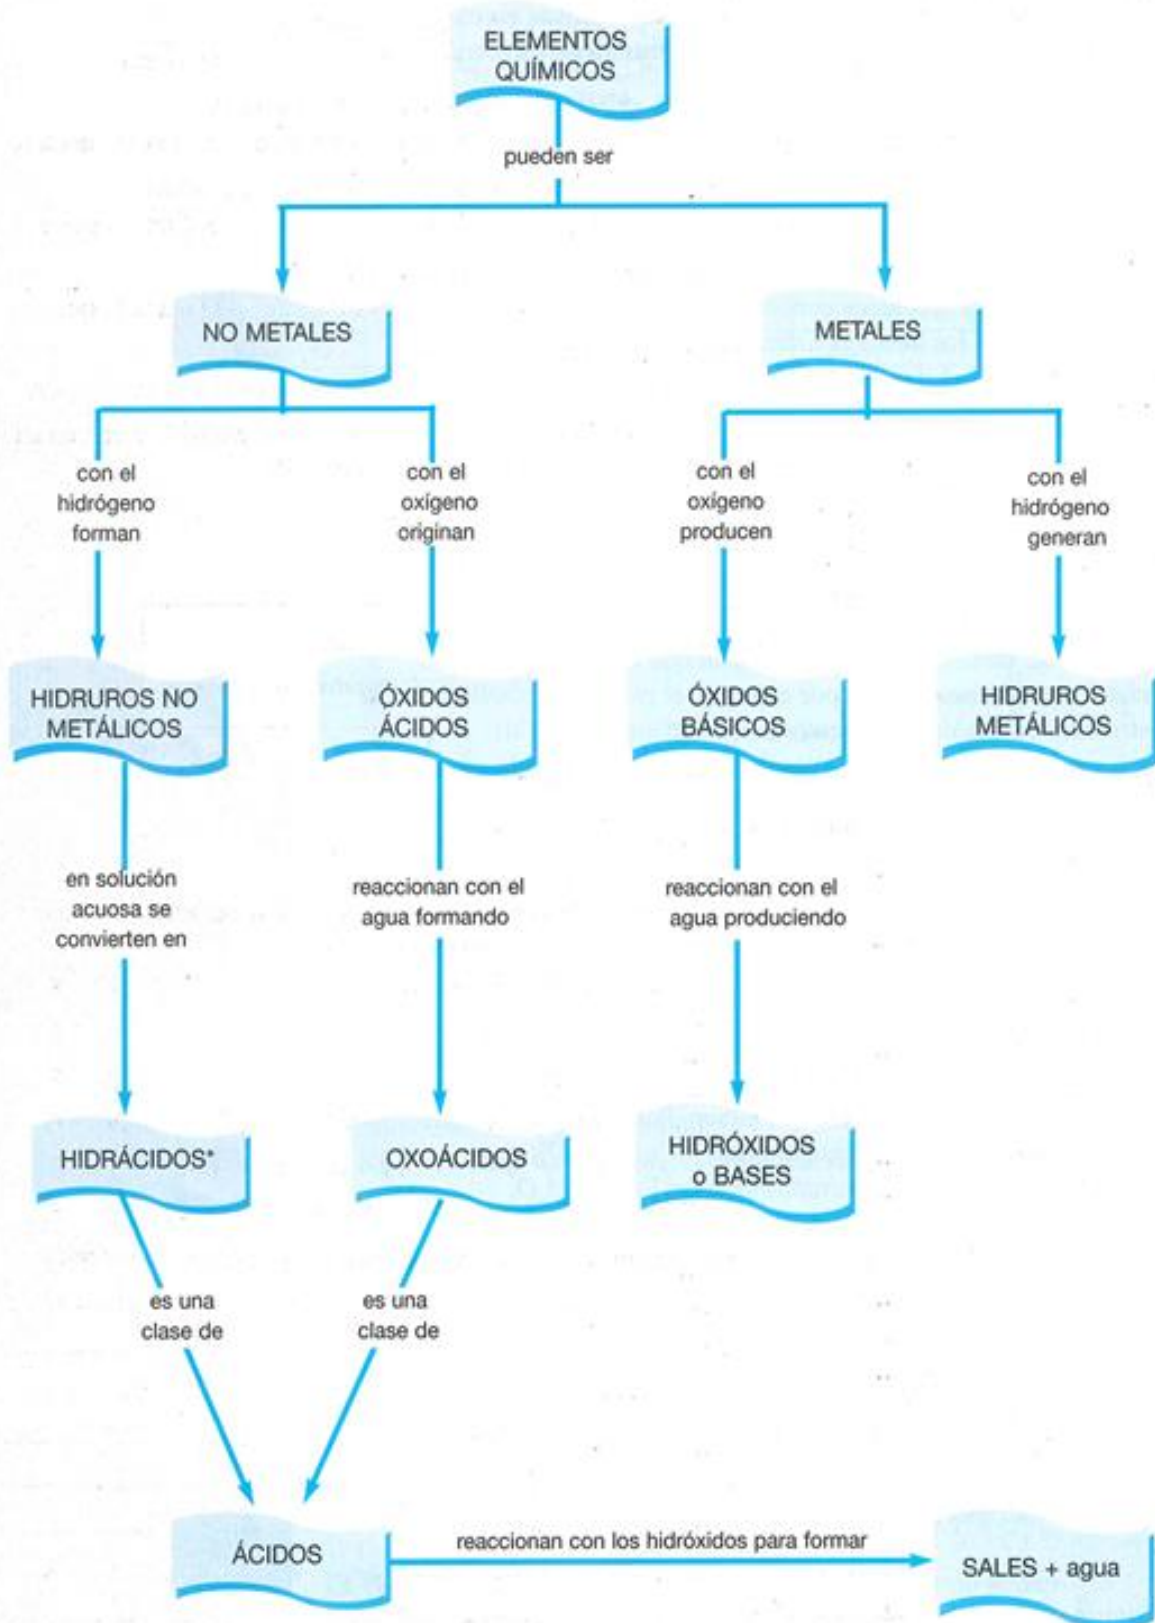 ELEMENTOS
QUÍMICOS
pueden ser
NO METALES
METALES
con el
hidrógeno
forman
con el
oxígeno
originan
con el
oxígeno
producen
con el
hidrógeno
generan
HIDRUROS NO
METÁLICOS
ÓXIDOS
ÁCIDOS
ÓXIDOS
BÁSICOS
HIDRUROS
METÁLICOS
en solución
acuosa se
convierten en
reaccionan con el
agua formando
reaccionan con el
agua produciendo
HIDRÁCIDOS*
OXOÁCIDOS
HIDRÓXIDOS
o BASES
es una
clase de
es una
clase de
ÁCIDOS
reaccionan con los hidróxidos para formar
SALES + agua